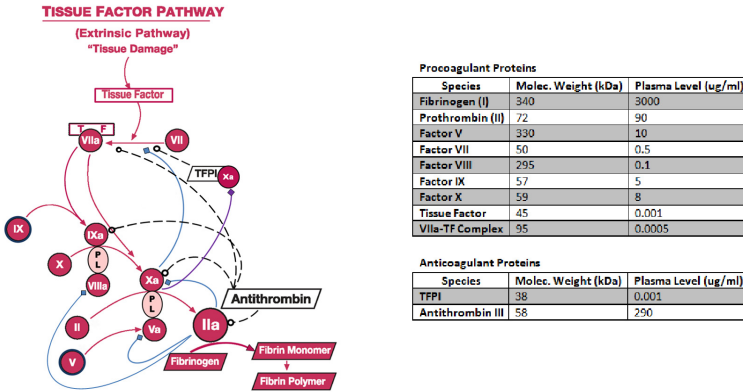 TISSUE FACTOR PATHWAY
(Extrinsic Pathway)
“Tissue Damage”
Tissue Factor
T F
VIIa
VII
TFPI
Xa
IX
IXa
X
P
L
VIIIa
Xa
P
L
Antithrombin
II
Va
IIa
V
Fibrinogen
Fibrin Monomer
Fibrin Polymer
Procoagulant Proteins
Species Molec. Weight (kDa) Plasma Level (ug/ml)
Fibrinogen (I) 340 3000
Prothrombin (II) 72 90
Factor V 330 10
Factor VII 50 0.5
Factor VIII 295 0.1
Factor IX 57 5
Factor X 59 8
Tissue Factor 45 0.001
VIIa-TF Complex 95 0.0005
Anticoagulant Proteins
Species Molec. Weight (kDa) Plasma Level (ug/ml)
TFPI 38 0.001
Antithrombin III 58 290